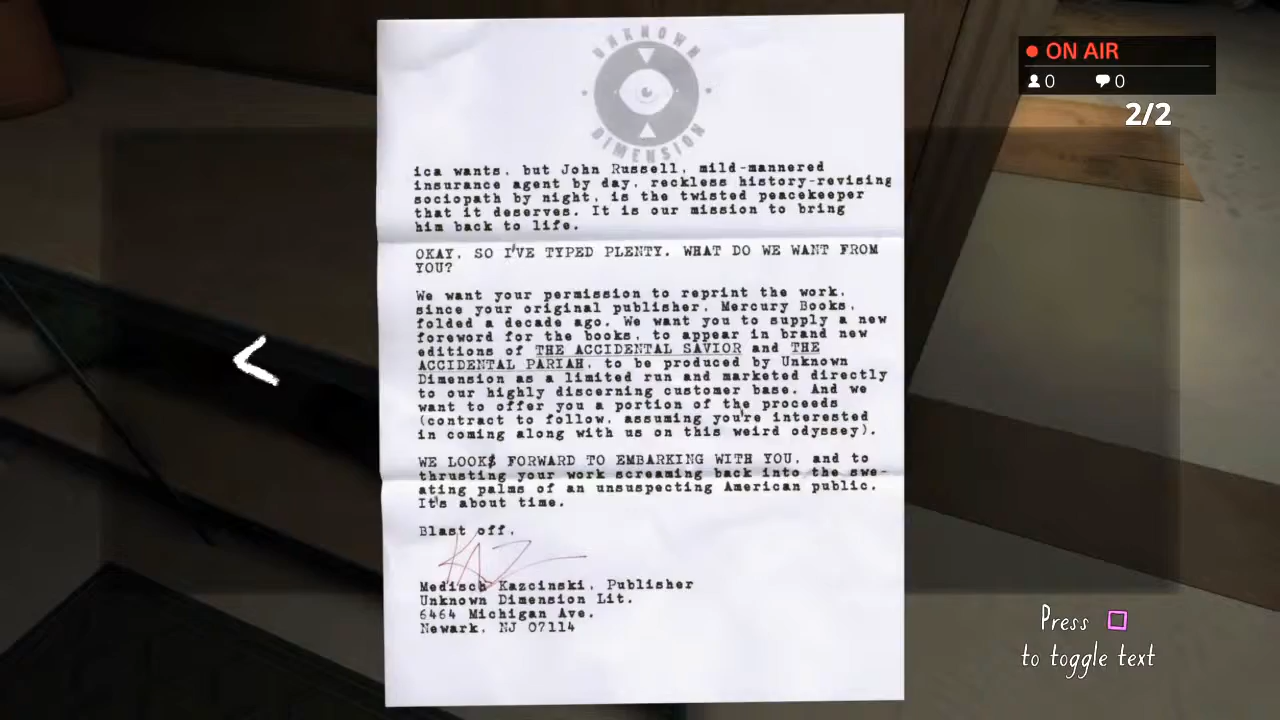 UNKNOWN
DIMENSION
ON AIR
0 0
2/2
ica wants, but John Russell, mild-mannered
insurance agent by day, reckless history-revising
sociopath by night, is the twisted peacekeeper
that it deserves. It is our mission to bring
him back to life.
OKAY, SO I'VE TYPED PLENTY. WHAT DO WE WANT FROM
YOU?
We want your permission to reprint the work,
since your original publisher, Mercury Books,
folded a decade ago. We want you to supply a new
foreword for the books, to appear in brand new
editions of THE ACCIDENTAL SAVIOR and THE
ACCIDENTAL PARIAH, to be produced by Unknown
Dimension as a limited run and marketed directly
to our highly discerning customer base. And we
want to offer you a portion of the proceeds
(contract to follow, assuming you're interested
in coming along with us on this weird odyssey).
WE LOOK$ FORWARD TO EMBARKING WITH YOU, and to
thrusting your work screaming back into the swe-
ating palms of an unsuspecting American public.
It's about time.
Blast off,
KAZ
Medisch Kazcinski, Publisher
Unknown Dimension Lit.
6464 Michigan Ave.
Newark, NJ 07114
Press
to toggle text